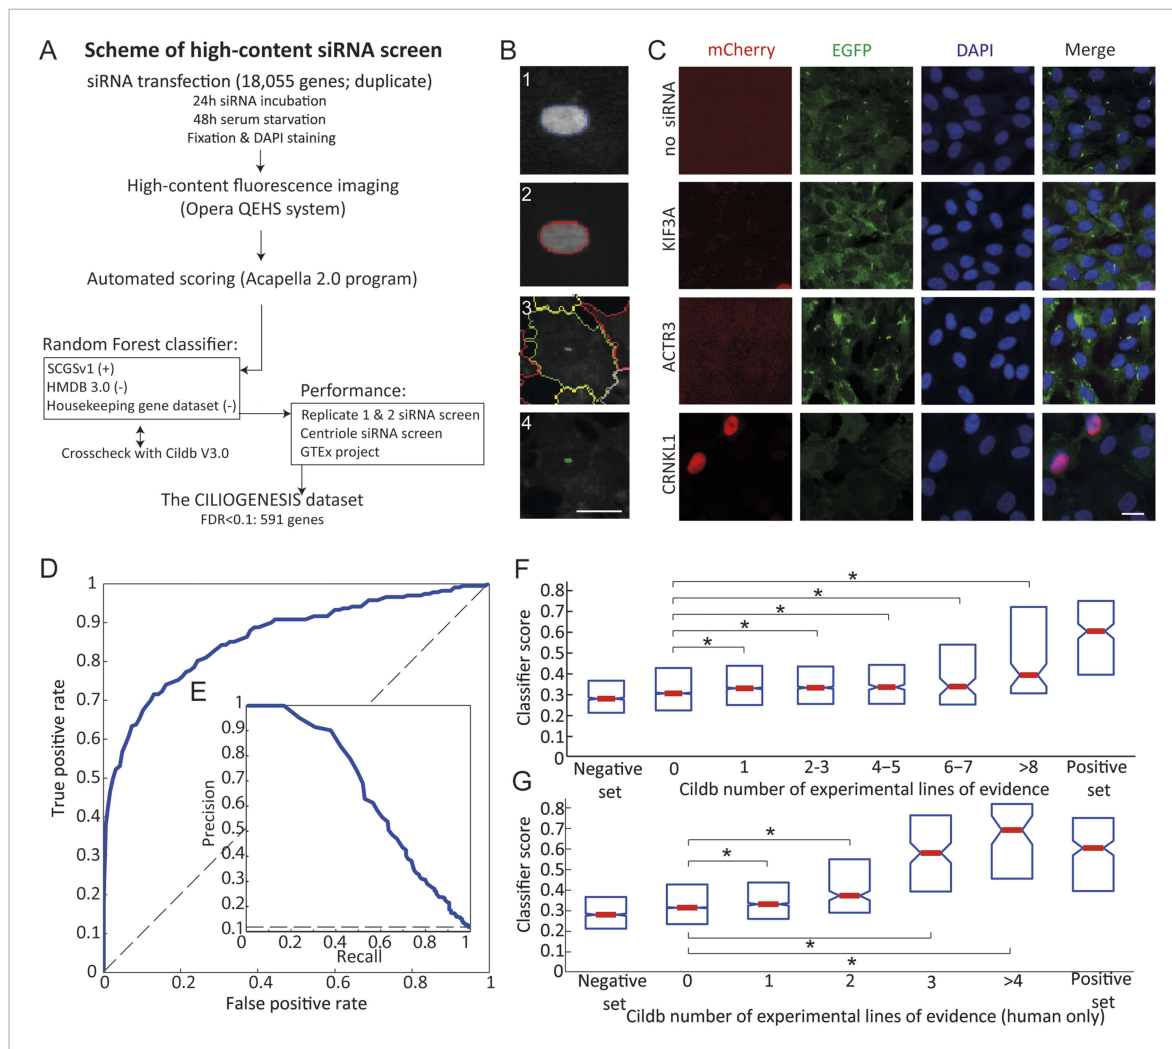 A
Scheme of high-content siRNA screen
siRNA transfection (18,055 genes; duplicate)
24h siRNA incubation
48h serum starvation
Fixation & DAPI staining
High-content fluorescence imaging
(Opera QEHS system)
Automated scoring (Acapella 2.0 program)
Random Forest classifier:
SCGSv1 (+)
HMDB 3.0 (-)
Housekeeping gene dataset (-)
Crosscheck with Cildb V3.0
Performance:
Replicate 1 & 2 siRNA screen
Centriole siRNA screen
GTEx project
The CILIOGENESIS dataset
FDR<0.1: 591 genes
B
1
2
3
4
C
mCherry
EGFP
DAPI
Merge
no siRNA
KIF3A
ACTR3
CRNKL1
D
True positive rate
1
0.9
0.8
0.7
0.6
0.5
0.4
0.3
0.2
0.1
0
0 0.2 0.4 0.6 0.8 1
False positive rate
E
Precision
1
0.9
0.8
0.7
0.6
0.5
0.4
0.3
0.2
0.1
0 0.2 0.4 0.6 0.8 1
Recall
F
Classifier score
0.8
0.7
0.6
0.5
0.4
0.3
0.2
0.1
0
* * * * *
Negative set
0 1 2-3 4–5 6–7 >8
Positive set
Cildb number of experimental lines of evidence
G
Classifier score
0.8
0.7
0.6
0.5
0.4
0.3
0.2
0.1
0
* * * *
Negative set
0 1 2 3 >4
Positive set
Cildb number of experimental lines of evidence (human only)